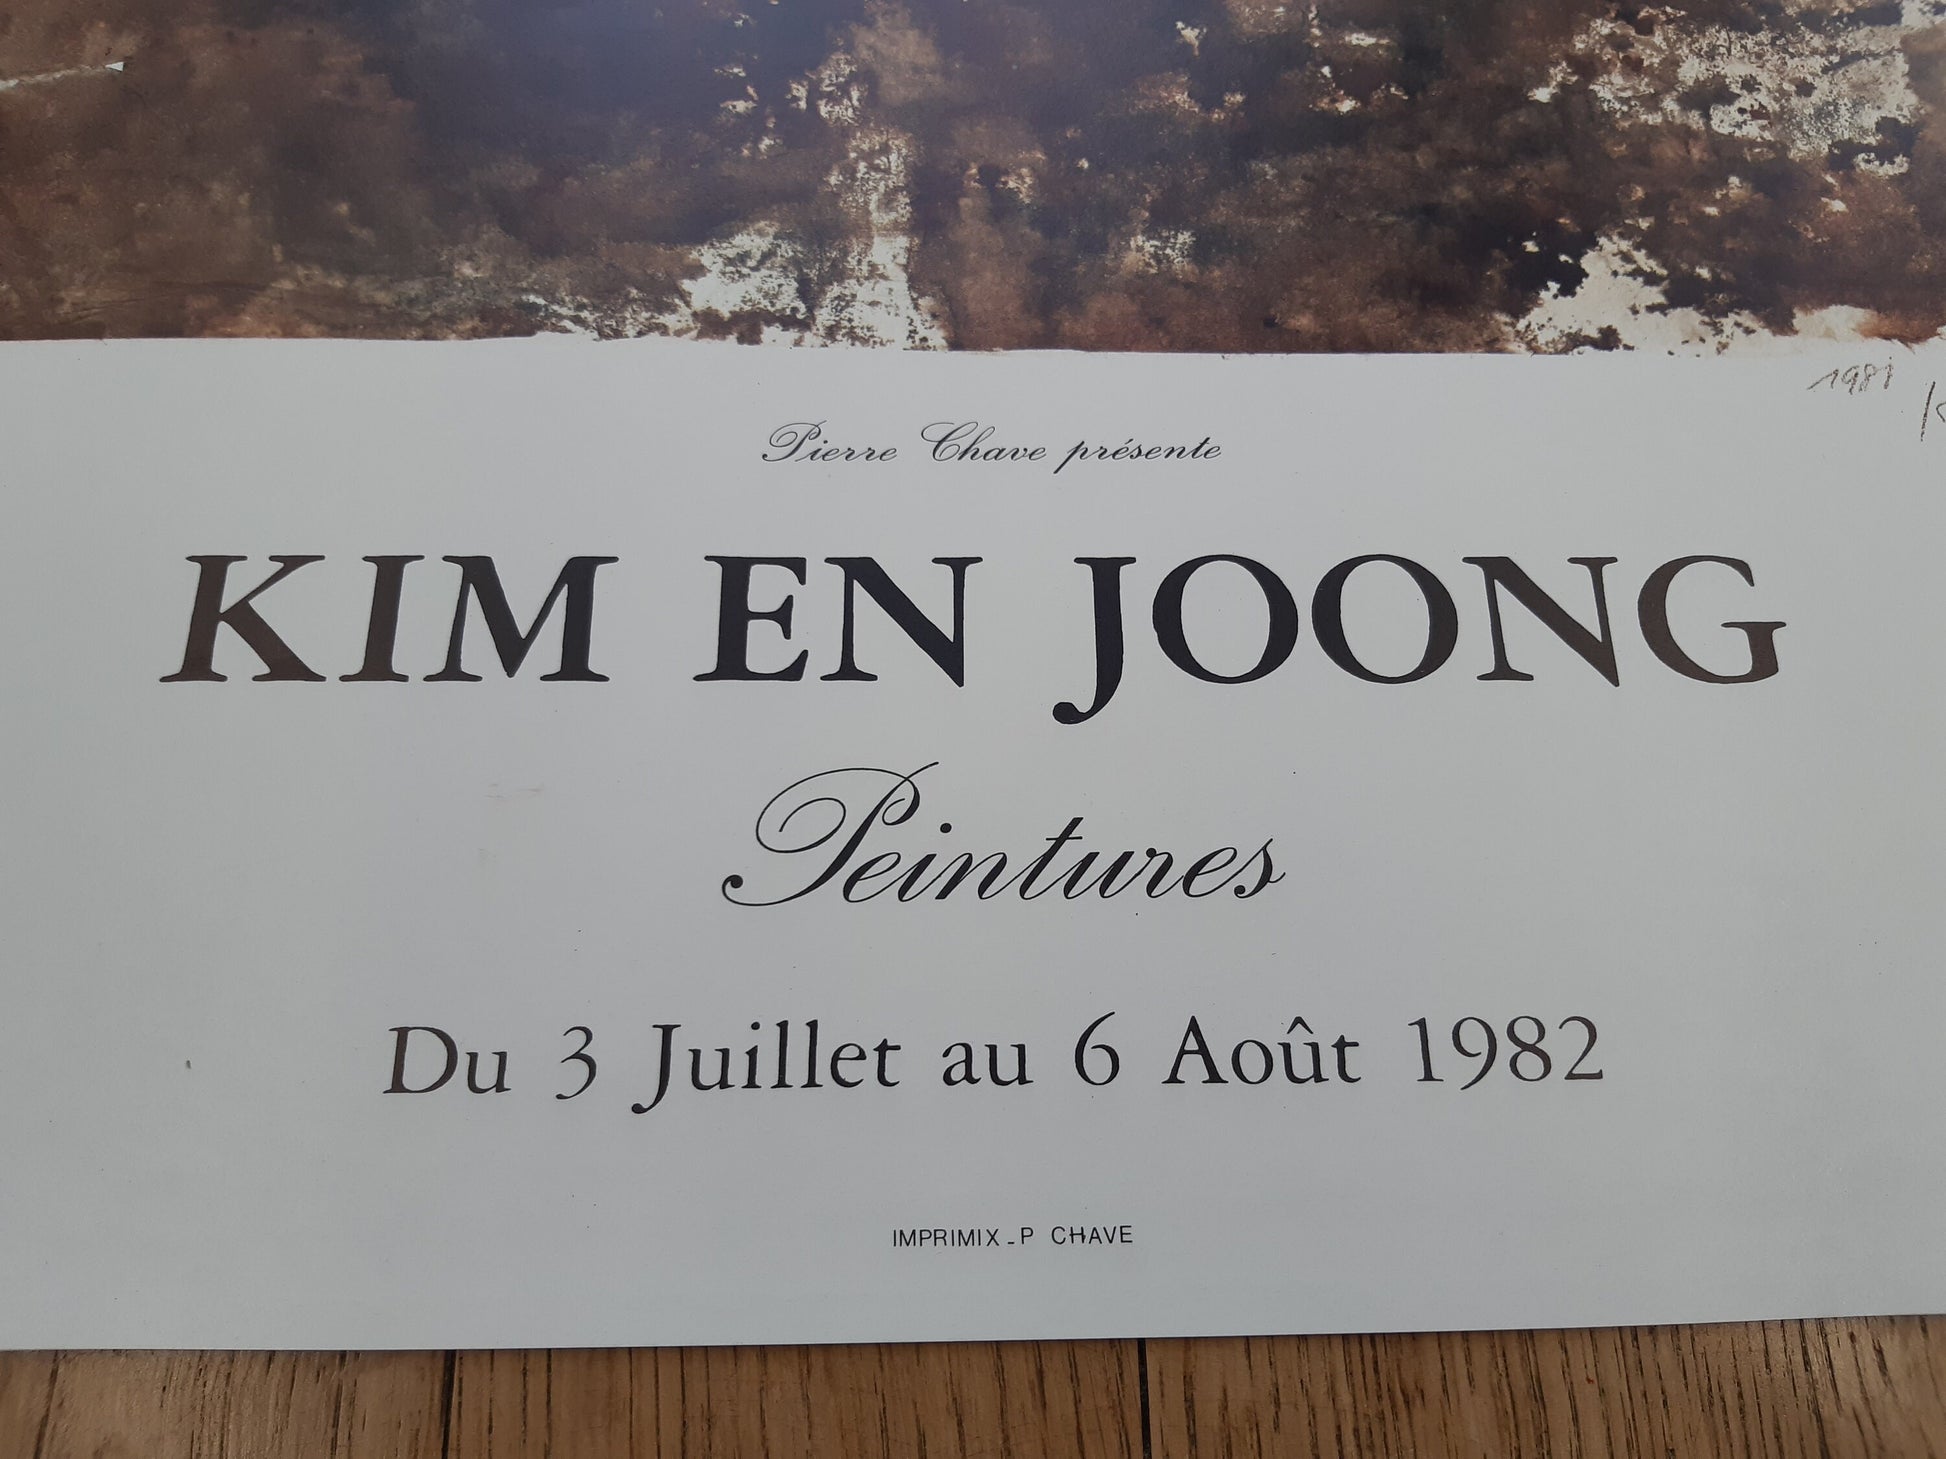 1981
Pierre Chave présente
KIM EN JOONG
Peintures
Du 3 Juillet au 6 Août 1982
IMPRIMIX - P CHAVE